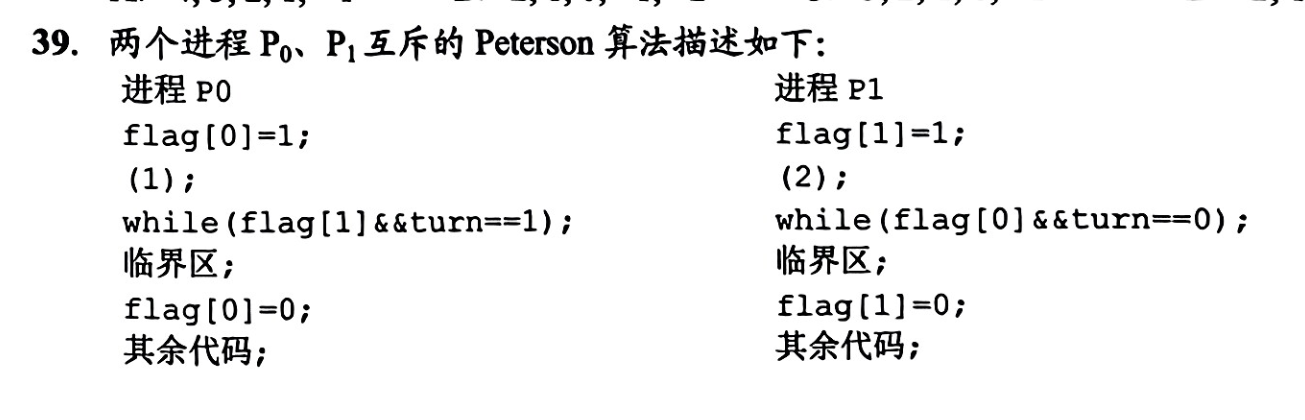 39. 两个进程 P₀、P₁互斥的 Peterson 算法描述如下:
进程 P0
flag[0]=1;
(1);
while(flag[1]&&turn==1);
临界区;
flag[0]=0;
其余代码;
进程 P1
flag[1]=1;
(2);
while(flag[0]&&turn==0);
临界区;
flag[1]=0;
其余代码;